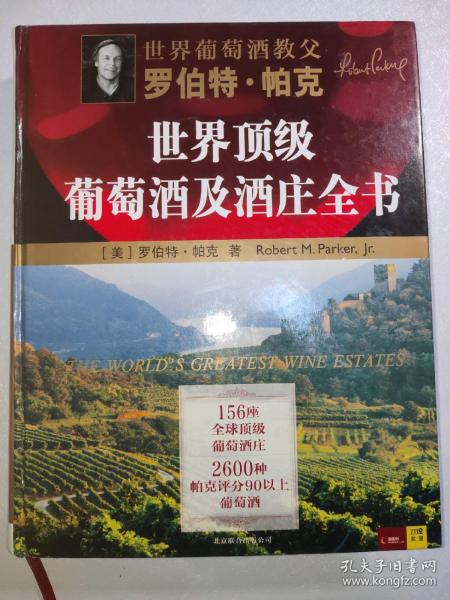 世界葡萄酒教父
罗伯特·帕克
Robert Parker
世界顶级
葡萄酒及酒庄全书
[美] 罗伯特·帕克 著 Robert M. Parker, Jr.
THE WORLD'S GREATEST WINE ESTATES
156座
全球顶级
葡萄酒庄
2600种
帕克评分90以上
葡萄酒
北京联合出版公司
孔夫子旧书网